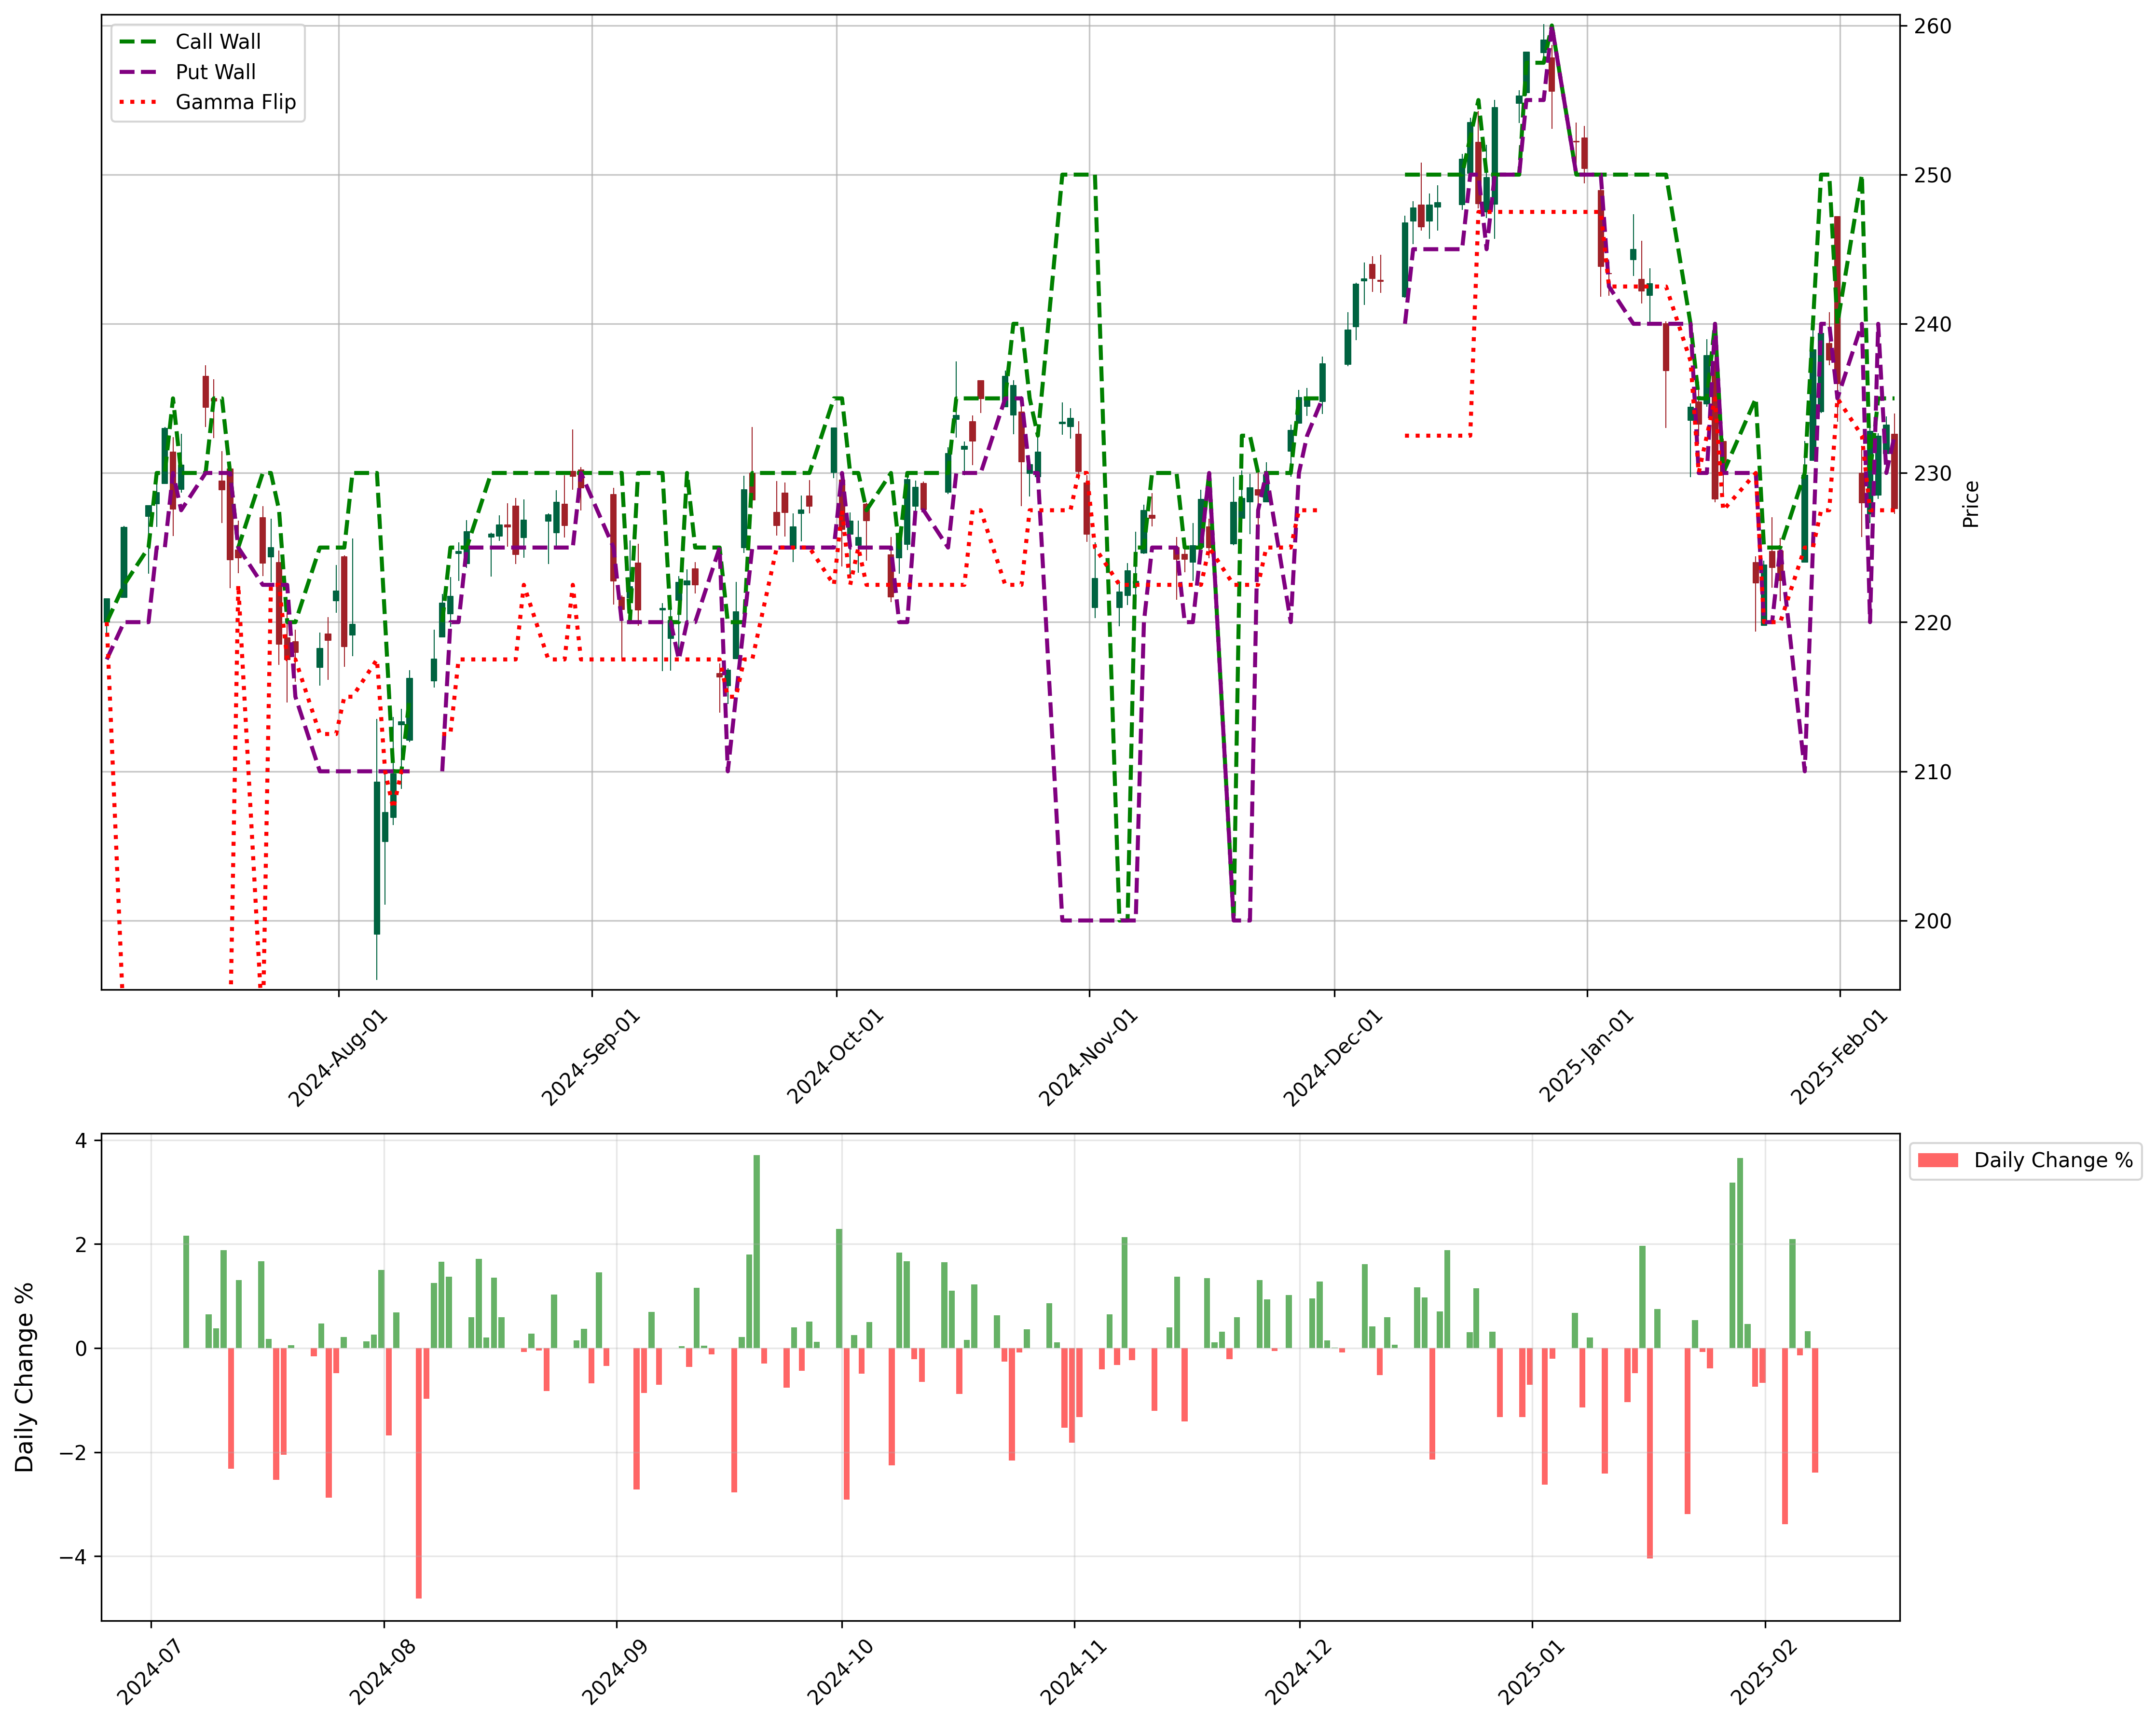 Call Wall
Put Wall
Gamma Flip
260
250
240
230
220
210
200
Price
2024-Aug-01
2024-Sep-01
2024-Oct-01
2024-Nov-01
2024-Dec-01
2025-Jan-01
2025-Feb-01
Daily Change %
4
2
0
−2
−4
Daily Change %
2024-07
2024-08
2024-09
2024-10
2024-11
2024-12
2025-01
2025-02